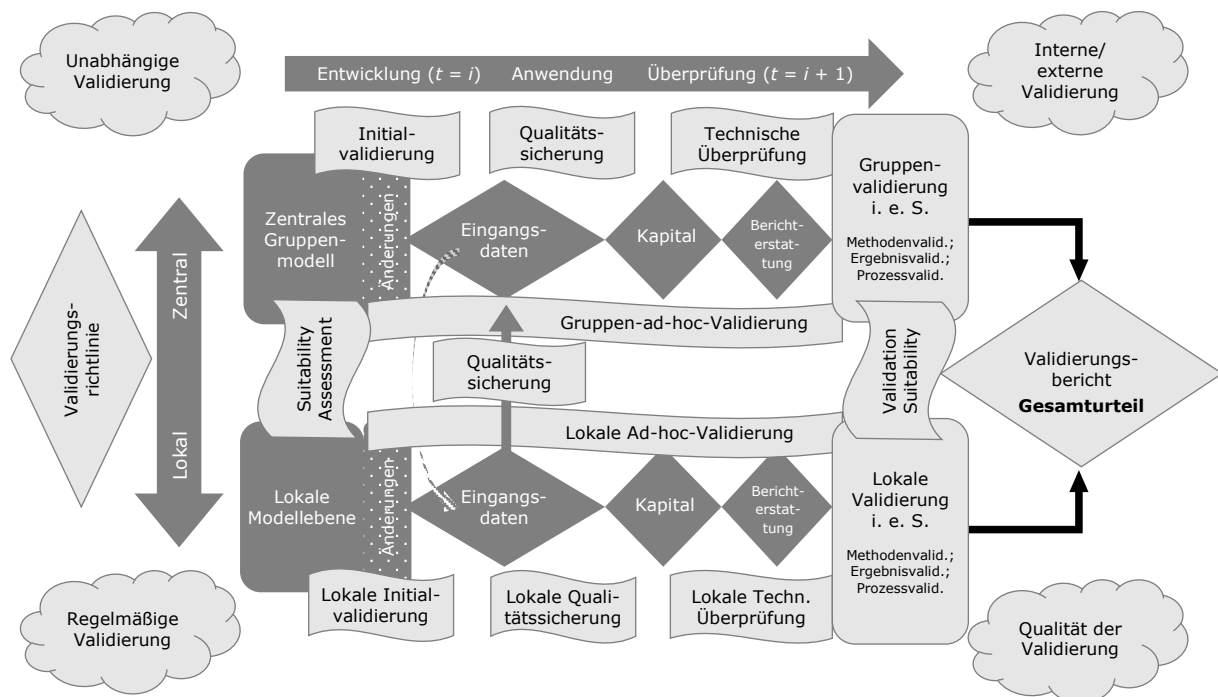 Unabhängige
Validierung
Entwicklung (t = i) Anwendung Überprüfung (t = i + 1)
Interne/
externe
Validierung
Initial-
validierung
Qualitäts-
sicherung
Technische
Überprüfung
Zentrales
Gruppen-
modell
Änderungen
Eingangs-
daten
Kapital
Bericht-
erstat-
tung
Gruppen-
validierung
i. e. S.
Methodenvalid.;
Ergebnisvalid.;
Prozessvalid.
Validierungs-
richtlinie
Zentral
Lokal
Gruppen-ad-hoc-Validierung
Suitability
Assessment
Qualitäts-
sicherung
Validation
Suitability
Validierungs-
bericht
Gesamturteil
Lokale Ad-hoc-Validierung
Lokale
Modellebene
Änderungen
Eingangs-
daten
Kapital
Bericht-
erstat-
tung
Lokale
Validierung
i. e. S.
Methodenvalid.;
Ergebnisvalid.;
Prozessvalid.
Lokale Initial-
validierung
Lokale Quali-
tätssicherung
Lokale Techn.
Überprüfung
Regelmäßige
Validierung
Qualität der
Validierung